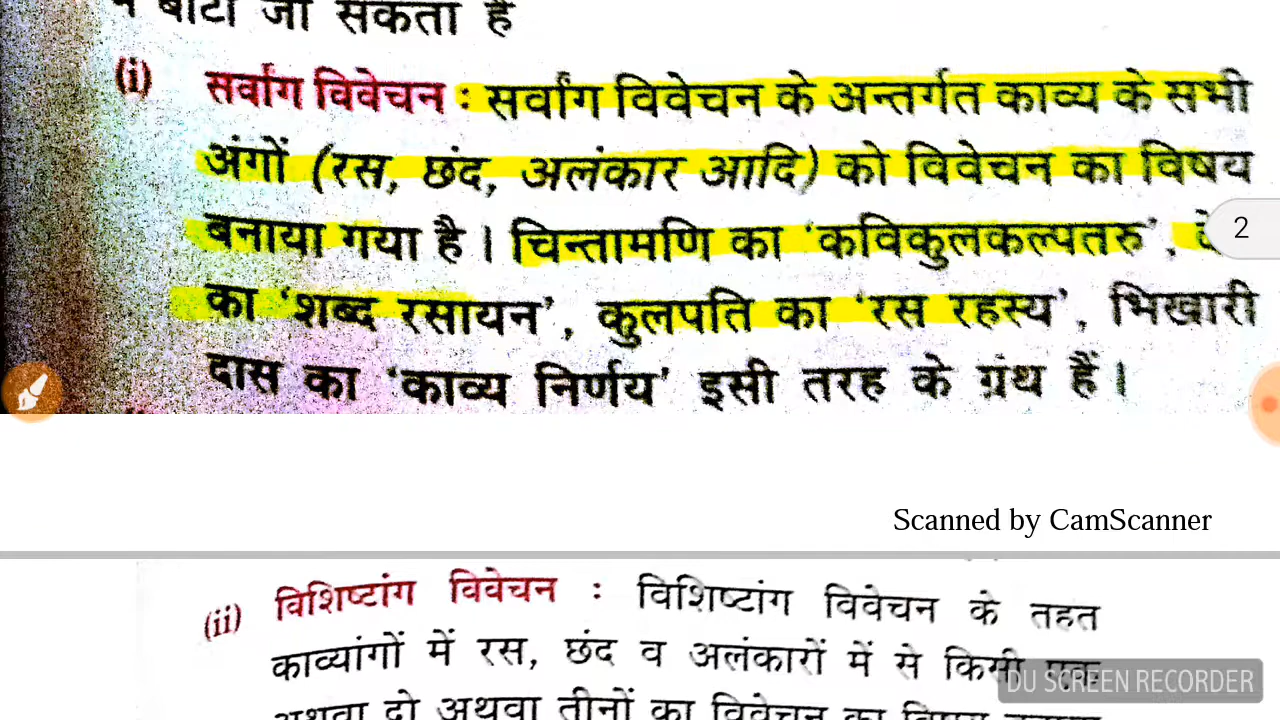 में बाँटा जा सकता है
(i) सर्वांग विवेचन : सर्वांग विवेचन के अन्तर्गत काव्य के सभी
अंगों (रस, छंद, अलंकार आदि) को विवेचन का विषय
बनाया गया है। चिन्तामणि का ‘कविकुलकल्पतरु’,
2
का ‘शब्द रसायन’, कुलपति का ‘रस रहस्य’, भिखारी
दास का ‘काव्य निर्णय’ इसी तरह के ग्रंथ हैं।
Scanned by CamScanner
(ii) विशिष्टांग विवेचन : विशिष्टांग विवेचन के तहत
काव्यांगों में रस, छंद व अलंकारों में से किसी एक
DU SCREEN RECORDER
अथवा दो अथवा तीनों का विवेचन का विषय